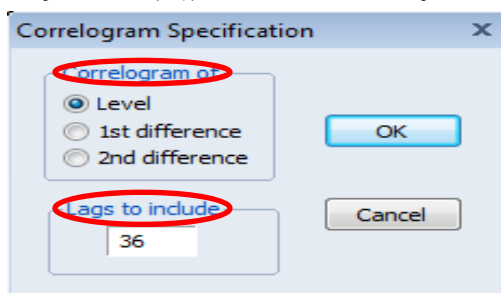 Correlogram Specification
Correlogram of
Level
1st difference
2nd difference
OK
Lags to include
36
Cancel